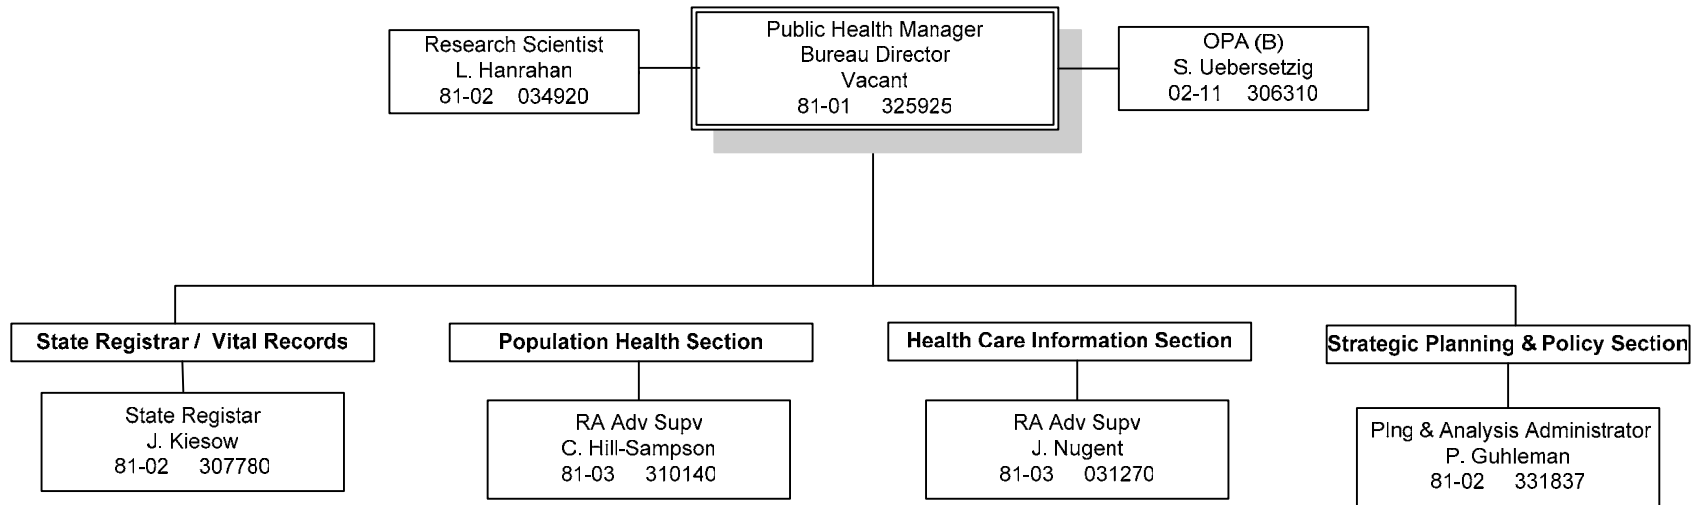 Research Scientist
L. Hanrahan
81-02 034920
Public Health Manager
Bureau Director
Vacant
81-01 325925
OPA (B)
S. Uebersetzig
02-11 306310
State Registrar / Vital Records
State Registar
J. Kiesow
81-02 307780
Population Health Section
RA Adv Supv
C. Hill-Sampson
81-03 310140
Health Care Information Section
RA Adv Supv
J. Nugent
81-03 031270
Strategic Planning & Policy Section
Plng & Analysis Administrator
P. Guhleman
81-02 331837